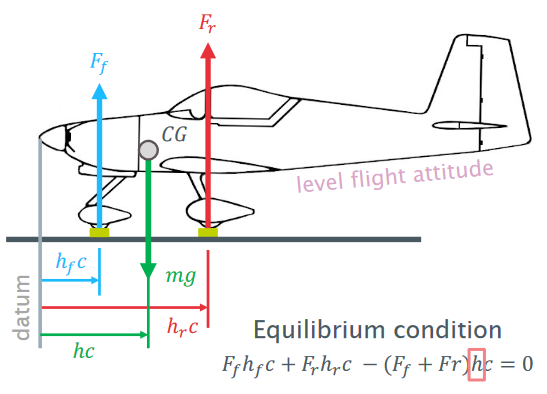 F_r
F_f
CG
level flight attitude
h_f c
mg
datum
h_r c
hc
Equilibrium condition
F_f h_f c + F_r h_r c − (F_f + Fr)hc = 0